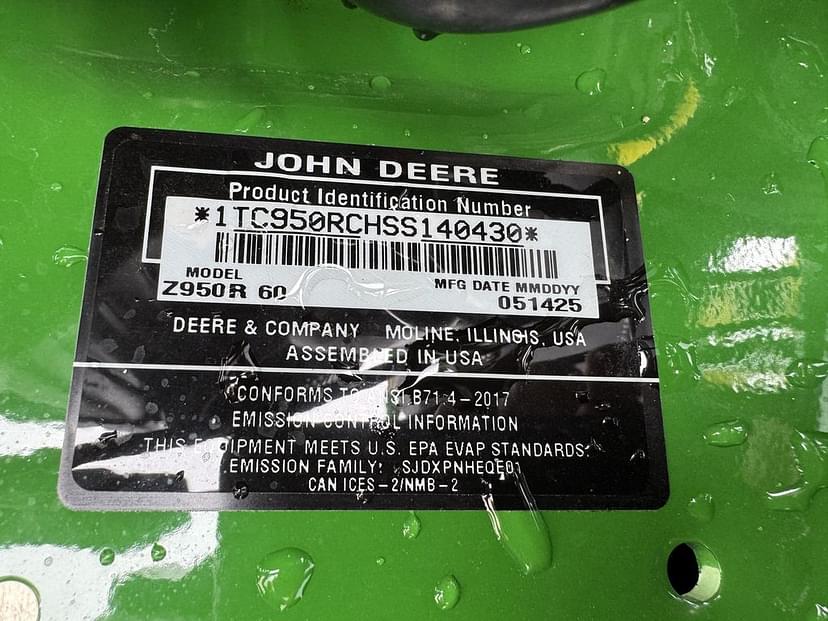 JOHN DEERE
Product Identification Number
*1TC950RCHSS140430*
MODEL
Z950R 60
MFG DATE MMDDYY
051425
DEERE & COMPANY MOLINE, ILLINOIS, USA
ASSEMBLED IN USA
CONFORMS TO ANSI B71.4-2017
EMISSION CONTROL INFORMATION
THIS EQUIPMENT MEETS U.S. EPA EVAP STANDARDS.
EMISSION FAMILY:
CAN ICES-2/NMB-2